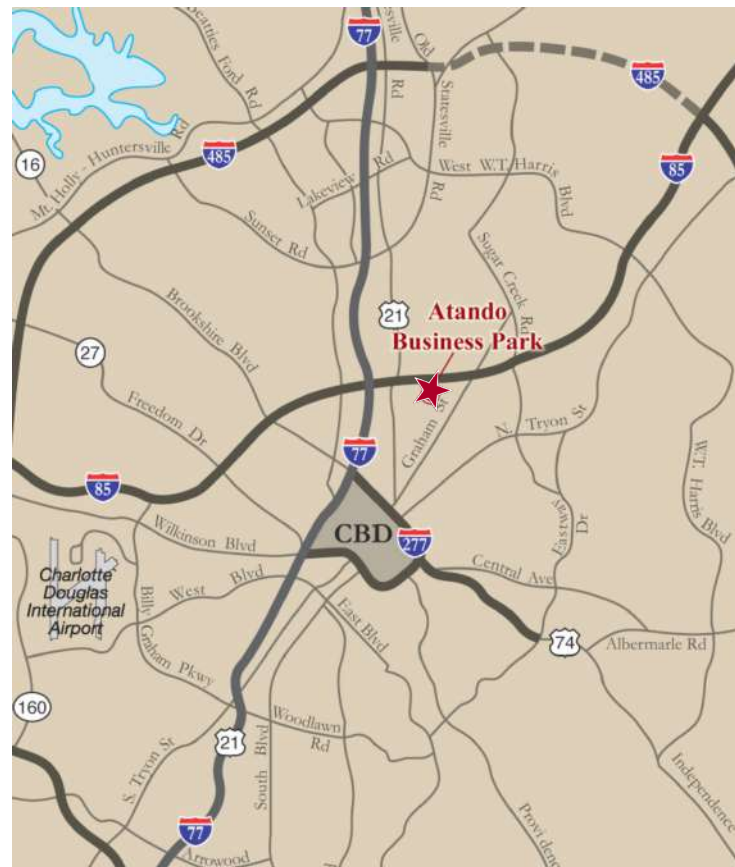 77
Old
Statesville
Rd
Rd
485
Beatties Ford Rd
16
Mt. Holly - Huntersville Rd
485
85
Lakeview Rd
West W.T. Harris Blvd
Sunset Rd
Sugar Creek Rd
Brookshire Blvd
21
Atando
Business Park
27
Freedom Dr
Graham St
N. Tryon St
W.T. Harris Blvd
77
85
Eastway Dr
Wilkinson Blvd
CBD
277
Charlotte
Douglas
International
Airport
West Blvd
Central Ave
Billy Graham Pkwy
East Blvd
74
Albermarle Rd
160
Woodlawn
Rd
21
S. Tryon St
South Blvd
Independence
Providenc
77
Arrowood